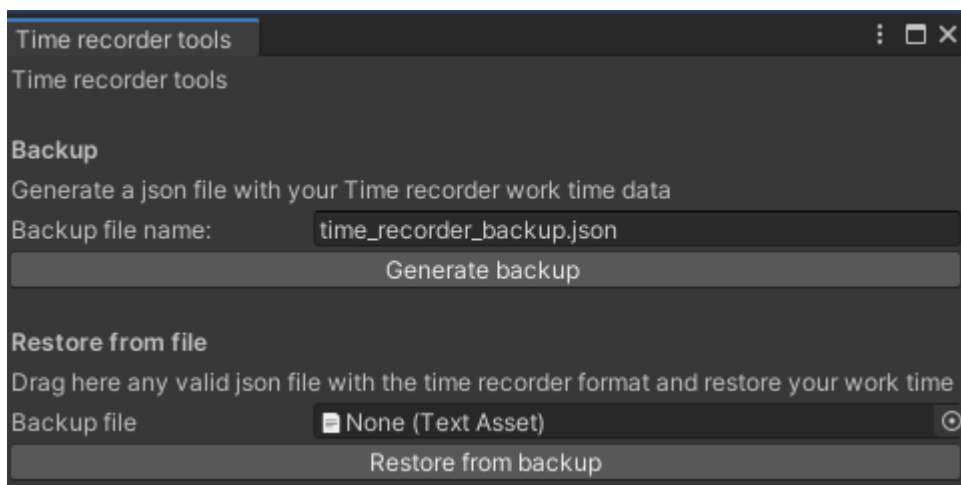 Time recorder tools
Time recorder tools
Backup
Generate a json file with your Time recorder work time data
Backup file name: time_recorder_backup.json
Generate backup
Restore from file
Drag here any valid json file with the time recorder format and restore your work time
Backup file None (Text Asset)
Restore from backup